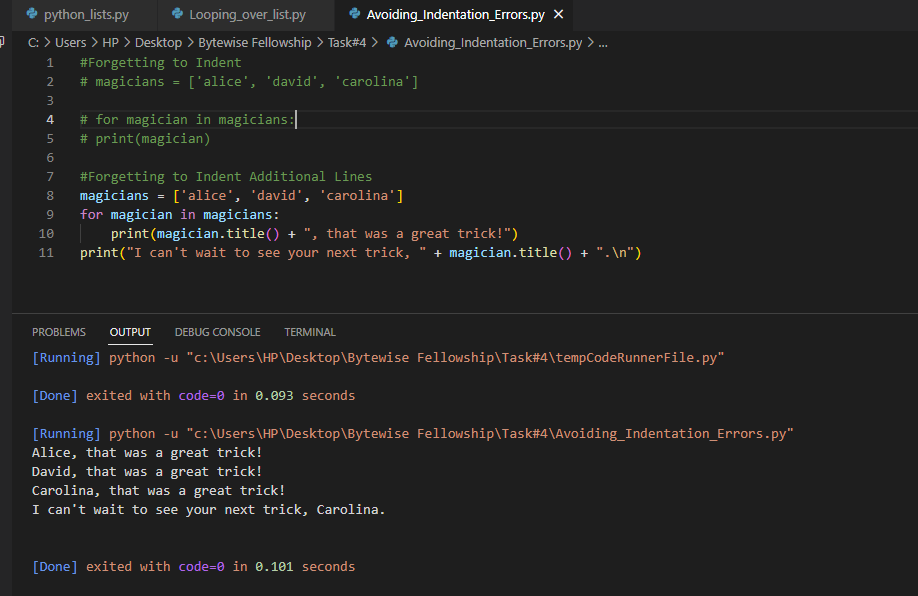 python_lists.py Looping_over_list.py Avoiding_Indentation_Errors.py ×
C: > Users > HP > Desktop > Bytewise Fellowship > Task#4 > Avoiding_Indentation_Errors.py > ...
1 #Forgetting to Indent
2 # magicians = ['alice', 'david', 'carolina']
3
4 # for magician in magicians:
5 # print(magician)
6
7 #Forgetting to Indent Additional Lines
8 magicians = ['alice', 'david', 'carolina']
9 for magician in magicians:
10     print(magician.title() + ", that was a great trick!")
11 print("I can't wait to see your next trick, " + magician.title() + ".\n")
PROBLEMS OUTPUT DEBUG CONSOLE TERMINAL
[Running] python -u "c:\Users\HP\Desktop\Bytewise Fellowship\Task#4\tempCodeRunnerFile.py"
[Done] exited with code=0 in 0.093 seconds
[Running] python -u "c:\Users\HP\Desktop\Bytewise Fellowship\Task#4\Avoiding_Indentation_Errors.py"
Alice, that was a great trick!
David, that was a great trick!
Carolina, that was a great trick!
I can't wait to see your next trick, Carolina.
[Done] exited with code=0 in 0.101 seconds